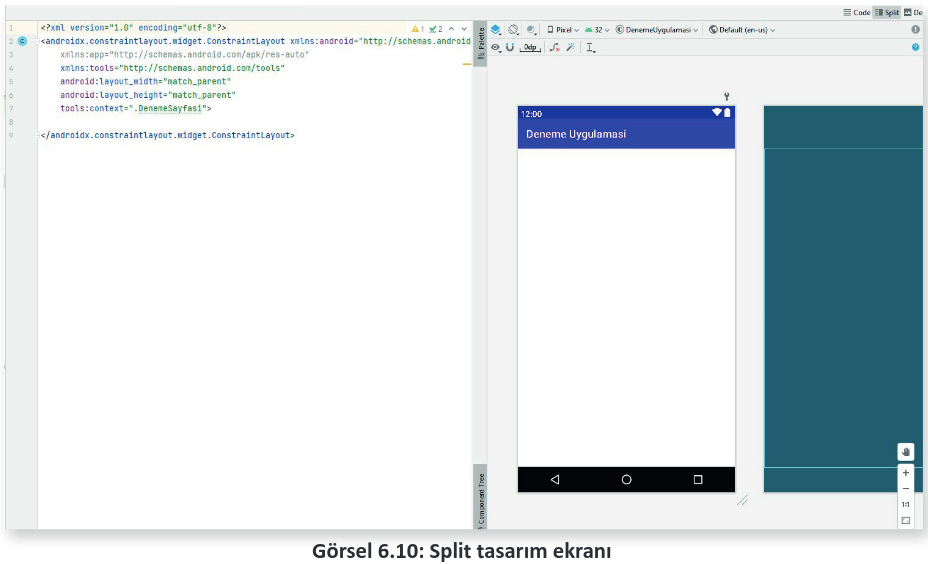 Code Split De
1 <?xml version="1.0" encoding="utf-8"?>
2 <androidx.constraintlayout.widget.ConstraintLayout xmlns:android="http://schemas.android
3 xmlns:app="http://schemas.android.com/apk/res-auto"
4 xmlns:tools="http://schemas.android.com/tools"
5 android:layout_width="match_parent"
6 android:layout_height="match_parent"
7 tools:context=".DenemeSayfasi">
8
9 </androidx.constraintlayout.widget.ConstraintLayout>
1 2
Palette
Pixel 32 DenemeUygulamasi Default (en-us)
0dp
12:00
Deneme Uygulamasi
Component Tree
1:1
Görsel 6.10: Split tasarım ekranı